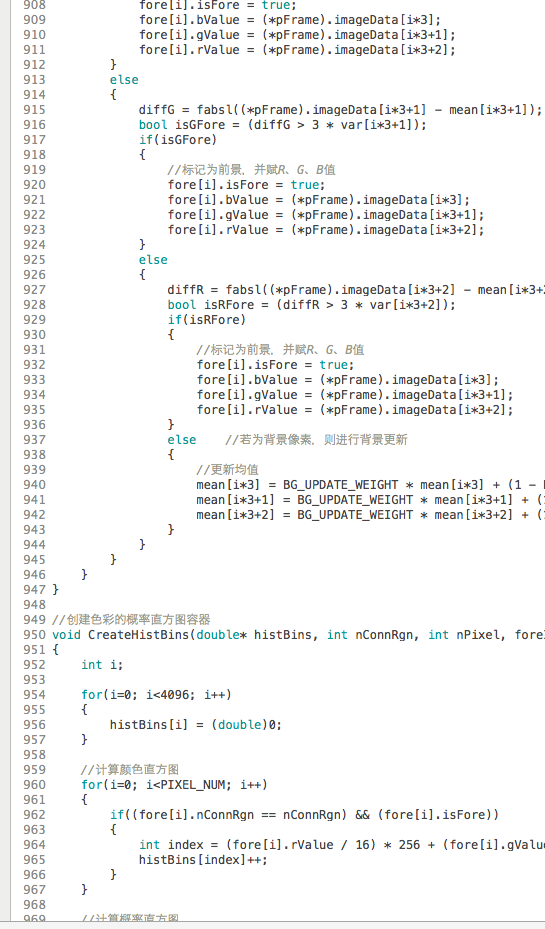 908 fore[i].isFore = true;
909 fore[i].bValue = (*pFrame).imageData[i*3];
910 fore[i].gValue = (*pFrame).imageData[i*3+1];
911 fore[i].rValue = (*pFrame).imageData[i*3+2];
912 }
913 else
914 {
915 diffG = fabsl((*pFrame).imageData[i*3+1] - mean[i*3+1]);
916 bool isGFore = (diffG > 3 * var[i*3+1]);
917 if(isGFore)
918 {
919 //标记为前景，并赋R、G、B值
920 fore[i].isFore = true;
921 fore[i].bValue = (*pFrame).imageData[i*3];
922 fore[i].gValue = (*pFrame).imageData[i*3+1];
923 fore[i].rValue = (*pFrame).imageData[i*3+2];
924 }
925 else
926 {
927 diffR = fabsl((*pFrame).imageData[i*3+2] - mean[i*3+2
928 bool isRFore = (diffR > 3 * var[i*3+2]);
929 if(isRFore)
930 {
931 //标记为前景，并赋R、G、B值
932 fore[i].isFore = true;
933 fore[i].bValue = (*pFrame).imageData[i*3];
934 fore[i].gValue = (*pFrame).imageData[i*3+1];
935 fore[i].rValue = (*pFrame).imageData[i*3+2];
936 }
937 else //若为背景像素，则进行背景更新
938 {
939 //更新均值
940 mean[i*3] = BG_UPDATE_WEIGHT * mean[i*3] + (1 -
941 mean[i*3+1] = BG_UPDATE_WEIGHT * mean[i*3+1] + (
942 mean[i*3+2] = BG_UPDATE_WEIGHT * mean[i*3+2] + (
943 }
944 }
945 }
946 }
947 }
948
949 //创建色彩的概率直方图容器
950 void CreateHistBins(double* histBins, int nConnRgn, int nPixel, fore
951 {
952 int i;
953
954 for(i=0; i<4096; i++)
955 {
956 histBins[i] = (double)0;
957 }
958
959 //计算颜色直方图
960 for(i=0; i<PIXEL_NUM; i++)
961 {
962 if((fore[i].nConnRgn == nConnRgn) && (fore[i].isFore))
963 {
964 int index = (fore[i].rValue / 16) * 256 + (fore[i].gValue
965 histBins[index]++;
966 }
967 }
968
969 //计算概率直方图